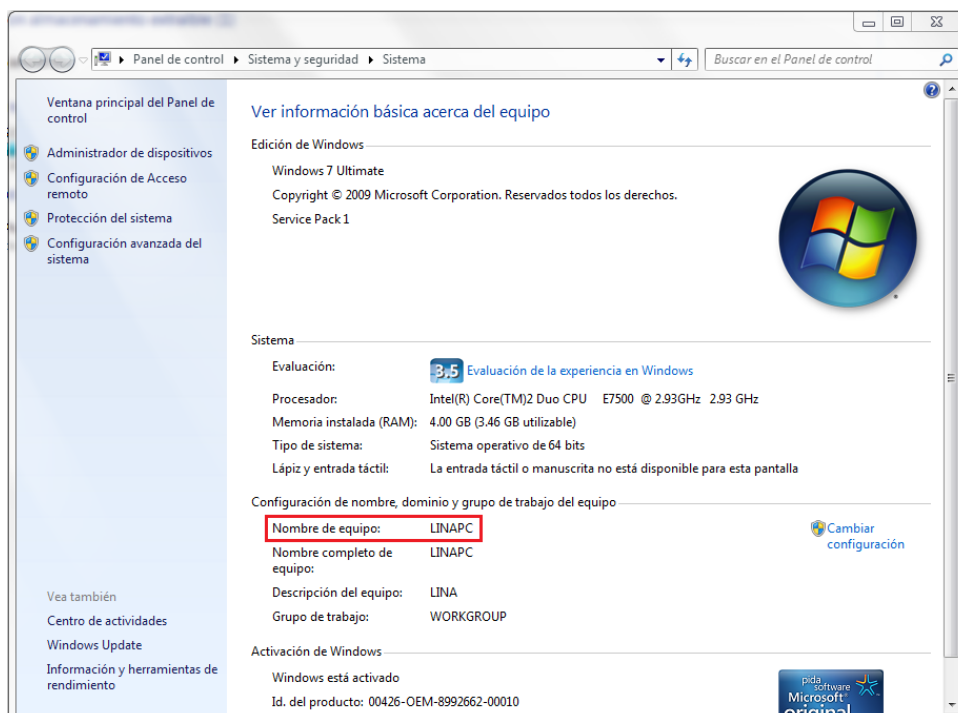 Panel de control ▸ Sistema y seguridad ▸ Sistema
Buscar en el Panel de control
Ventana principal del Panel de
control
Administrador de dispositivos
Configuración de Acceso
remoto
Protección del sistema
Configuración avanzada del
sistema
Vea también
Centro de actividades
Windows Update
Información y herramientas de
rendimiento
Ver información básica acerca del equipo
Edición de Windows
Windows 7 Ultimate
Copyright © 2009 Microsoft Corporation. Reservados todos los derechos.
Service Pack 1
Sistema
Evaluación: 3,5 Evaluación de la experiencia en Windows
Procesador: Intel(R) Core(TM)2 Duo CPU E7500 @ 2.93GHz 2.93 GHz
Memoria instalada (RAM): 4.00 GB (3.46 GB utilizable)
Tipo de sistema: Sistema operativo de 64 bits
Lápiz y entrada táctil: La entrada táctil o manuscrita no está disponible para esta pantalla
Configuración de nombre, dominio y grupo de trabajo del equipo
Nombre de equipo: LINAPC
Cambiar
configuración
Nombre completo de
equipo: LINAPC
Descripción del equipo: LINA
Grupo de trabajo: WORKGROUP
Activación de Windows
Windows está activado
Id. del producto: 00426-OEM-8992662-00010
pida
software
Microsoft
original